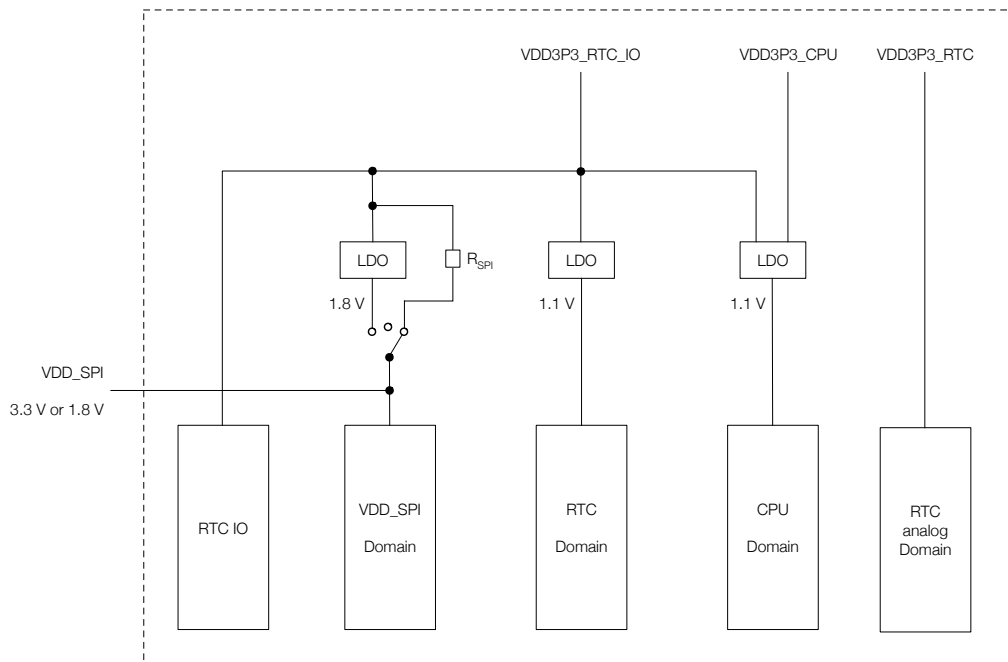 VDD3P3_RTC_IO
VDD3P3_CPU
VDD3P3_RTC
LDO
RSPI
LDO
LDO
1.8 V
1.1 V
1.1 V
VDD_SPI
3.3 V or 1.8 V
RTC IO
VDD_SPI
Domain
RTC
Domain
CPU
Domain
RTC
analog
Domain